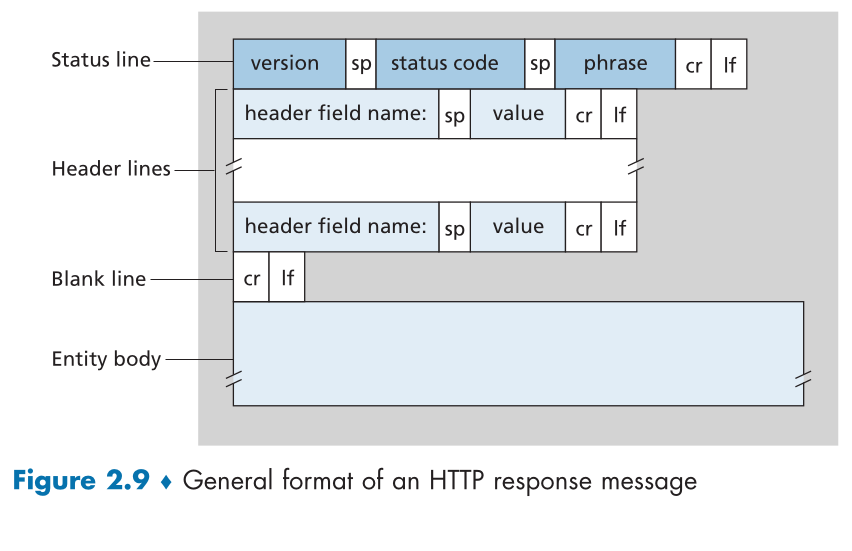 Status line version sp status code sp phrase cr lf
header field name: sp value cr lf
Header lines
header field name: sp value cr lf
Blank line cr lf
Entity body
Figure 2.9 ♦ General format of an HTTP response message